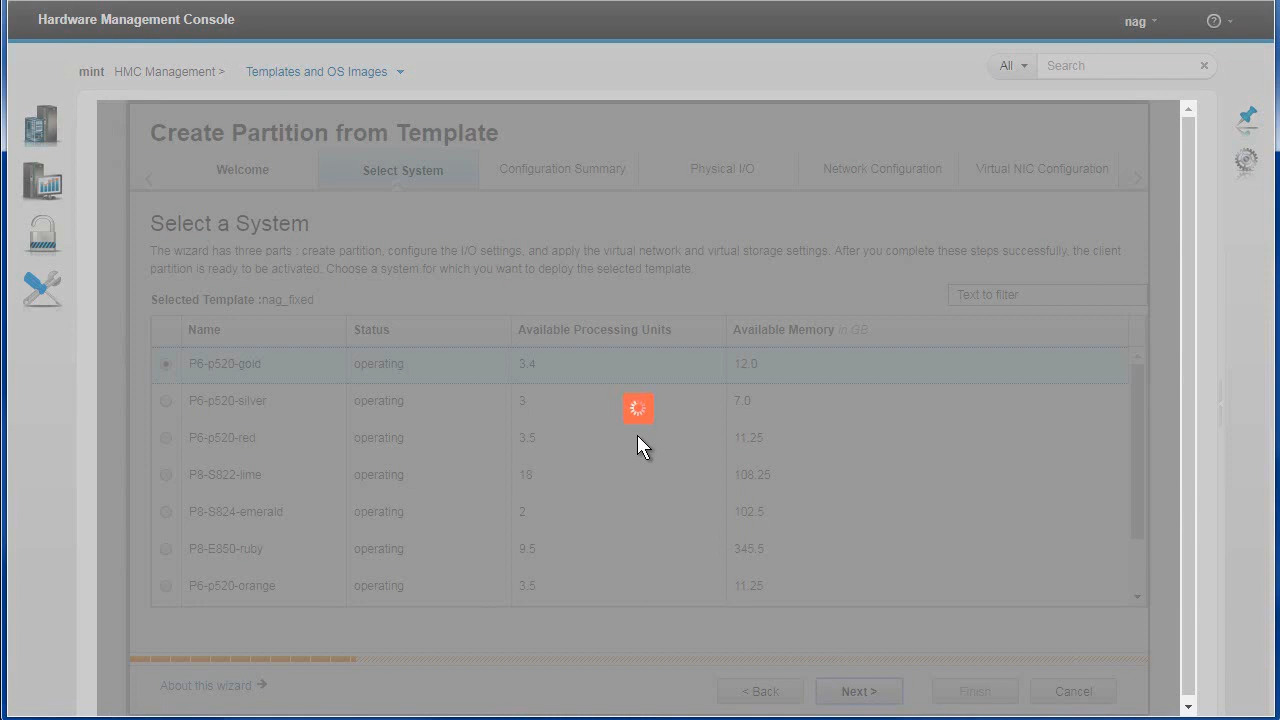 Hardware Management Console
nag
mint HMC Management > Templates and OS Images
All Search
Create Partition from Template
Welcome Select System Configuration Summary Physical I/O Network Configuration Virtual NIC Configuration
Select a System
The wizard has three parts : create partition, configure the I/O settings, and apply the virtual network and virtual storage settings. After you complete these steps successfully, the client
partition is ready to be activated. Choose a system for which you want to deploy the selected template.
Selected Template :nag_fixed
Text to filter
Name Status Available Processing Units Available Memory in GB
P6-p520-gold operating 3.4 12.0
P6-p520-silver operating 3 7.0
P6-p520-red operating 3.5 11.25
P8-S822-lime operating 16 108.25
P8-S824-emerald operating 2 102.5
P8-E850-ruby operating 9.5 345.5
P6-p520-orange operating 3.5 11.25
About this wizard
< Back Next > Finish Cancel